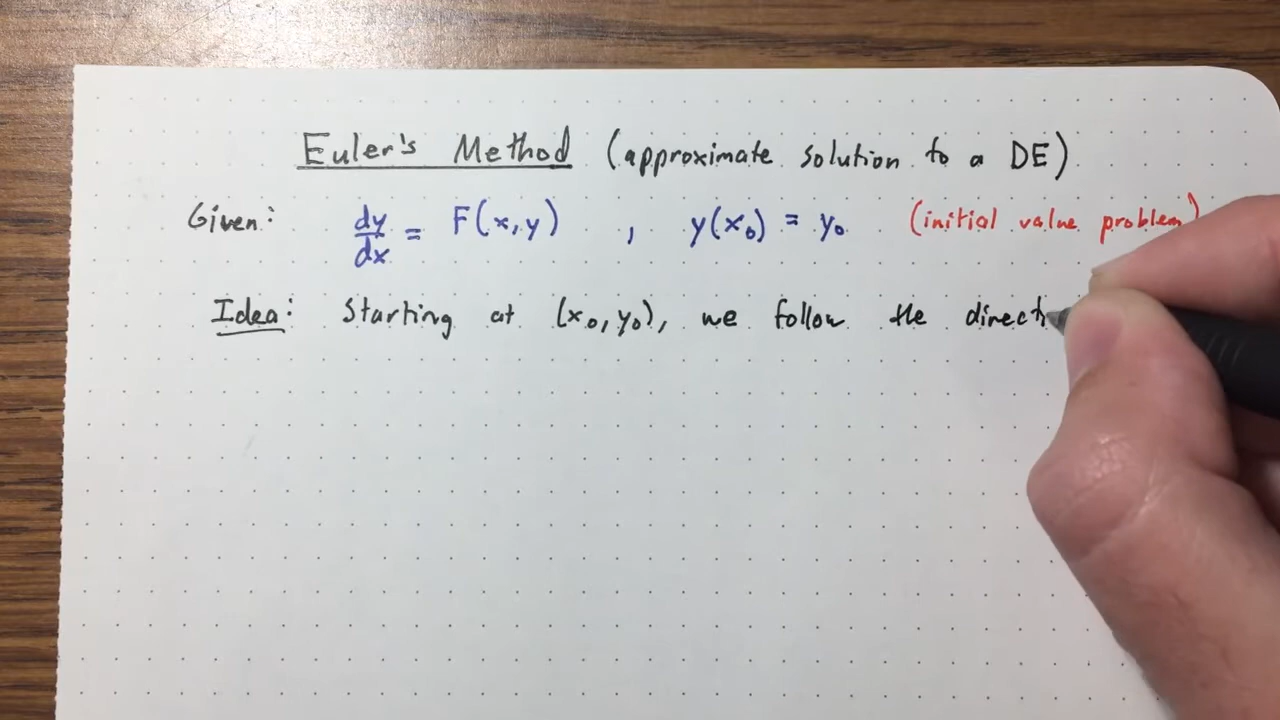 Euler's Method (approximate solution to a DE)
Given: dy/dx = F(x,y) , y(x₀) = y₀ (initial value problem)
Idea: Starting at (x₀, y₀), we follow the direct